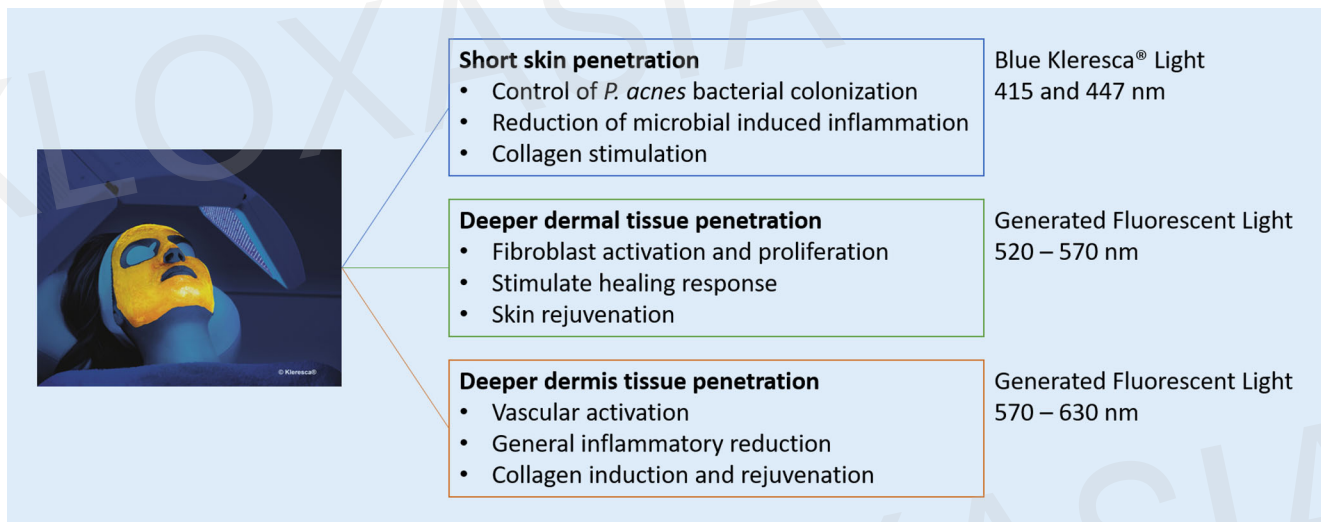 Short skin penetration
• Control of P. acnes bacterial colonization
• Reduction of microbial induced inflammation
• Collagen stimulation
Blue Kleresca® Light
415 and 447 nm
Deeper dermal tissue penetration
• Fibroblast activation and proliferation
• Stimulate healing response
• Skin rejuvenation
Generated Fluorescent Light
520 – 570 nm
© Kleresca®
Deeper dermis tissue penetration
• Vascular activation
• General inflammatory reduction
• Collagen induction and rejuvenation
Generated Fluorescent Light
570 – 630 nm
KLOXASIA